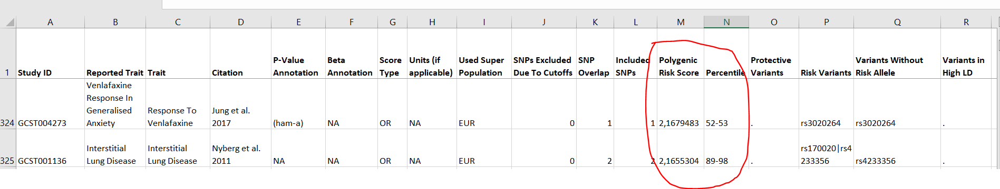 A B C D E F G H I J K L M N O P Q R
1 Study ID Reported Trait Trait Citation P-Value Annotation Beta Annotation Score Type Units (if applicable) Used Super Population SNPs Excluded Due To Cutoffs SNP Overlap Included SNPs Polygenic Risk Score Percentile Protective Variants Risk Variants Variants Without Risk Allele Variants in High LD
324 GCST004273 Venlafaxine Response In Generalised Anxiety Response To Venlafaxine Jung et al. 2017 (ham-a) NA OR NA EUR 0 1 1 2,1679483 52-53 . rs3020264 rs3020264 .
325 GCST001136 Interstitial Lung Disease Interstitial Lung Disease Nyberg et al. 2011 NA NA OR NA EUR 0 2 2 2,1655304 89-98 . rs170020|rs4233356 rs4233356 .